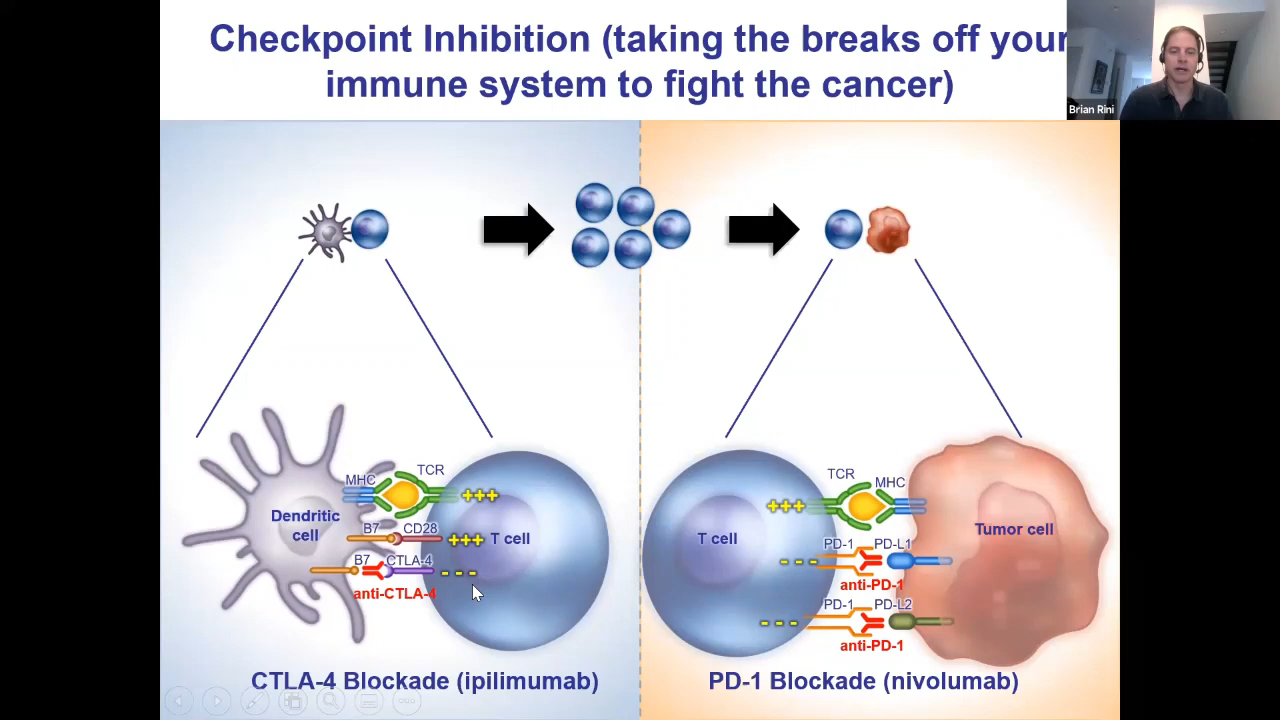 Checkpoint Inhibition (taking the breaks off your
immune system to fight the cancer)
Brian Rini
MHC
TCR
+++
Dendritic
cell
B7
CD28
+++
T cell
B7
CTLA-4
- - -
anti-CTLA-4
CTLA-4 Blockade (ipilimumab)
TCR
MHC
+++
T cell
Tumor cell
PD-1
PD-L1
- - -
anti-PD-1
PD-1
PD-L2
- - -
anti-PD-1
PD-1 Blockade (nivolumab)